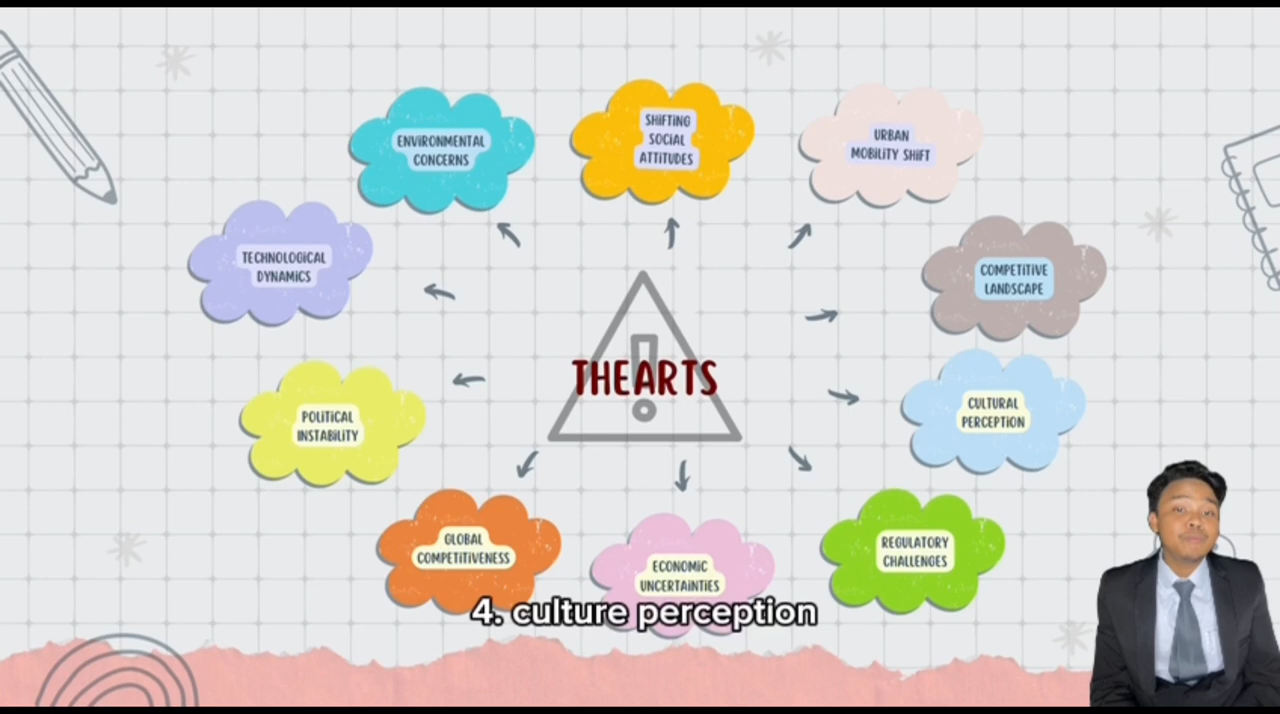 ENVIRONMENTAL
CONCERNS
SHIFTING
SOCIAL
ATTITUDES
URBAN
MOBILITY SHIFT
TECHNOLOGICAL
DYNAMICS
COMPETITIVE
LANDSCAPE
THEARTS
POLITICAL
INSTABILITY
CULTURAL
PERCEPTION
GLOBAL
COMPETITIVENESS
ECONOMIC
UNCERTAINTIES
REGULATORY
CHALLENGES
4. culture perception